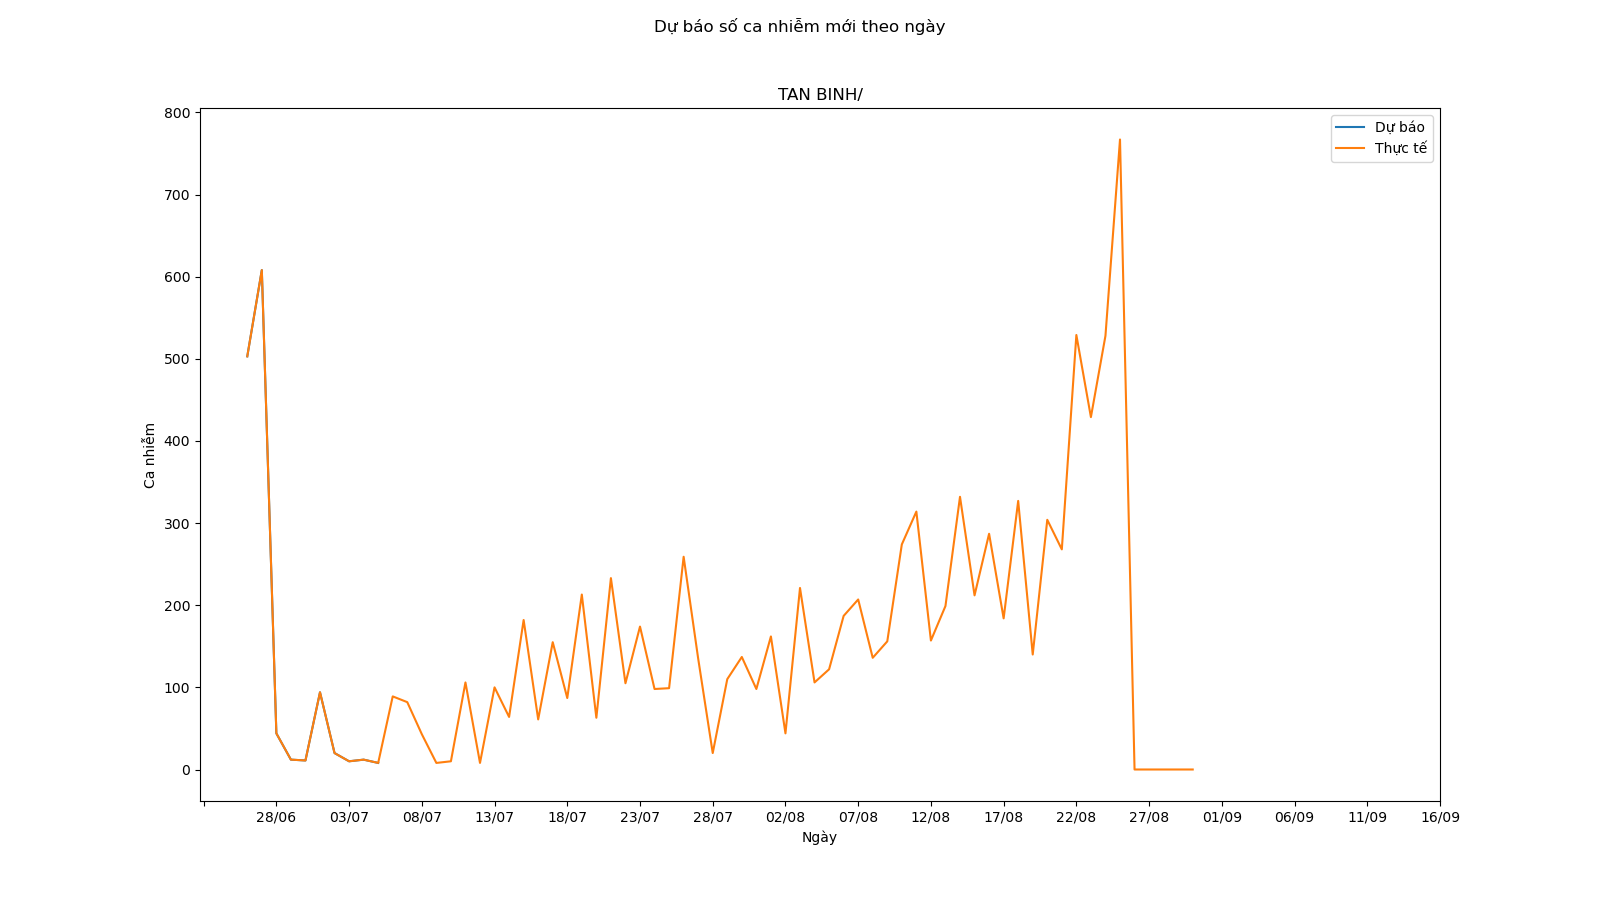 Dự báo số ca nhiễm mới theo ngày
TAN BINH/
Dự báo
Thực tế
800
700
600
500
400
300
200
100
0
Ca nhiễm
28/06 03/07 08/07 13/07 18/07 23/07 28/07 02/08 07/08 12/08 17/08 22/08 27/08 01/09 06/09 11/09 16/09
Ngày